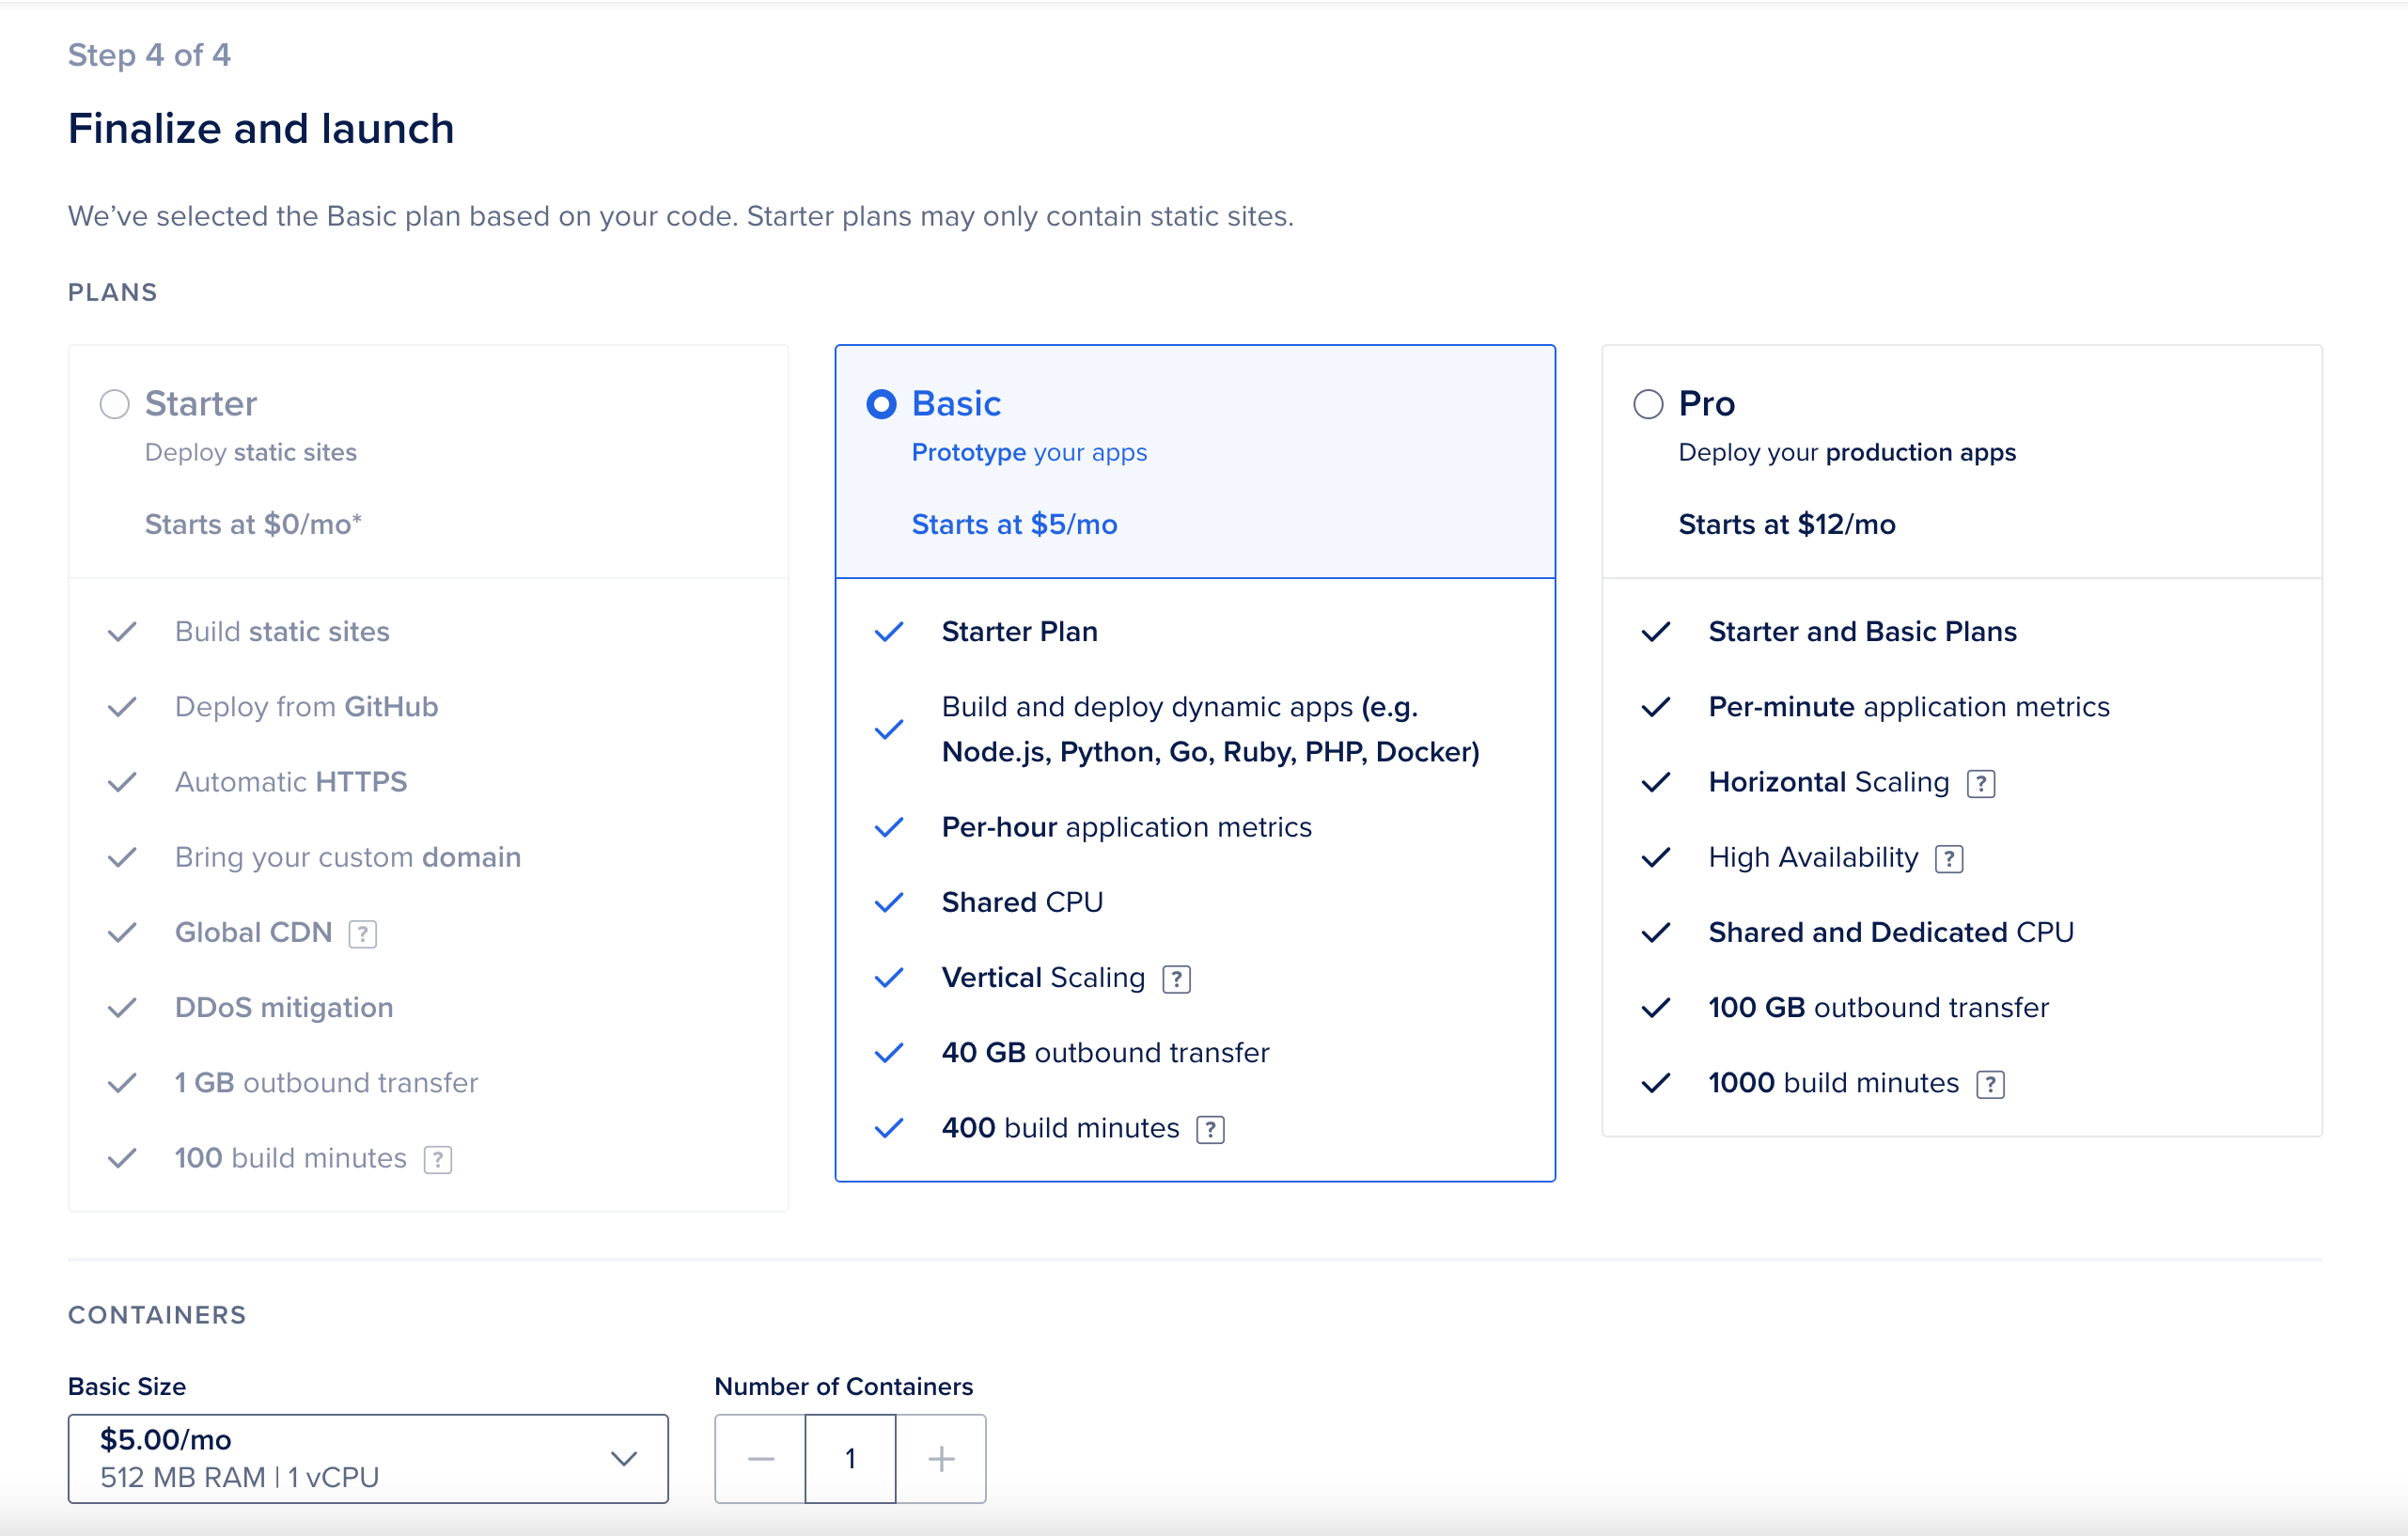 Step 4 of 4
Finalize and launch
We’ve selected the Basic plan based on your code. Starter plans may only contain static sites.
PLANS
Starter
Deploy static sites
Starts at $0/mo*
Build static sites
Deploy from GitHub
Automatic HTTPS
Bring your custom domain
Global CDN ?
DDoS mitigation
1 GB outbound transfer
100 build minutes ?
Basic
Prototype your apps
Starts at $5/mo
Starter Plan
Build and deploy dynamic apps (e.g.
Node.js, Python, Go, Ruby, PHP, Docker)
Per-hour application metrics
Shared CPU
Vertical Scaling ?
40 GB outbound transfer
400 build minutes ?
Pro
Deploy your production apps
Starts at $12/mo
Starter and Basic Plans
Per-minute application metrics
Horizontal Scaling ?
High Availability ?
Shared and Dedicated CPU
100 GB outbound transfer
1000 build minutes ?
CONTAINERS
Basic Size
$5.00/mo
512 MB RAM | 1 vCPU
Number of Containers
— 1 +